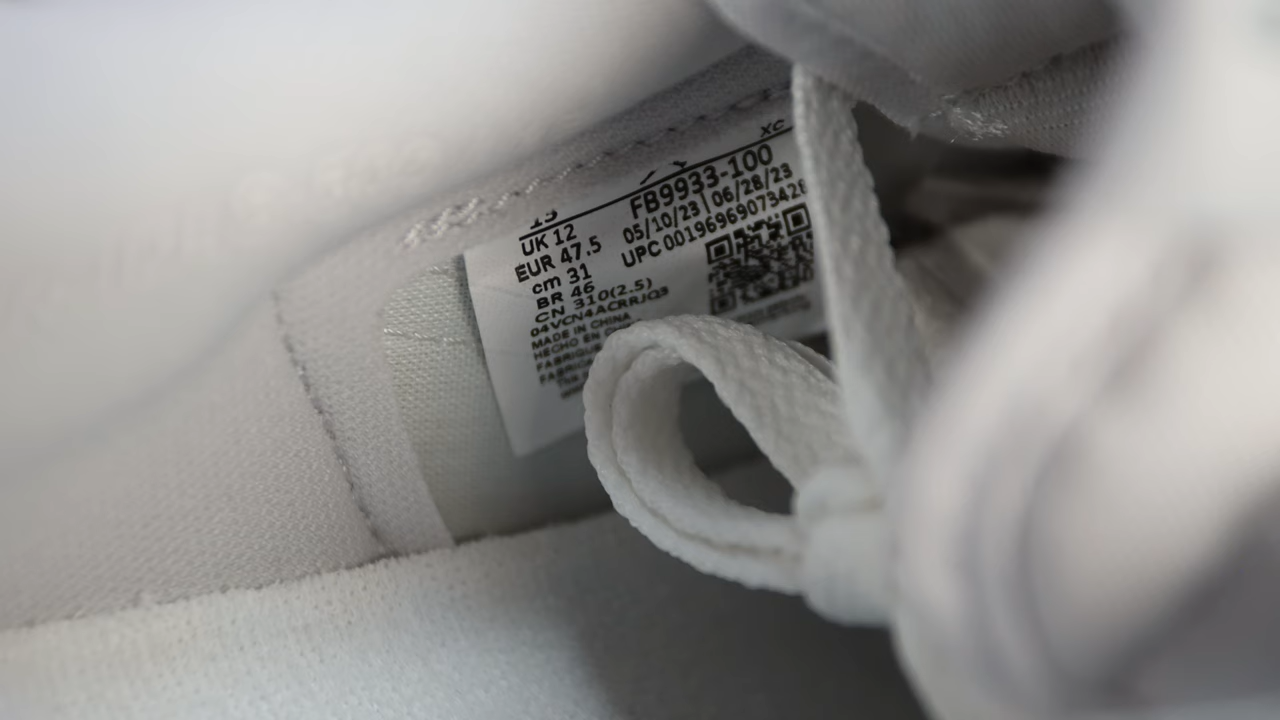 XC
13
UK 12
EUR 47.5
cm 31
BR 46
CN 310(2.5)
04VCN4ACRRJQ3
MADE IN CHINA
HECHO EN
FB9933-100
05/10/23 | 06/28/23
UPC 00196969073428